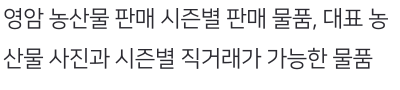 영암 농산물 판매 시즌별 판매 물품, 대표 농
산물 사진과 시즌별 직거래가 가능한 물품